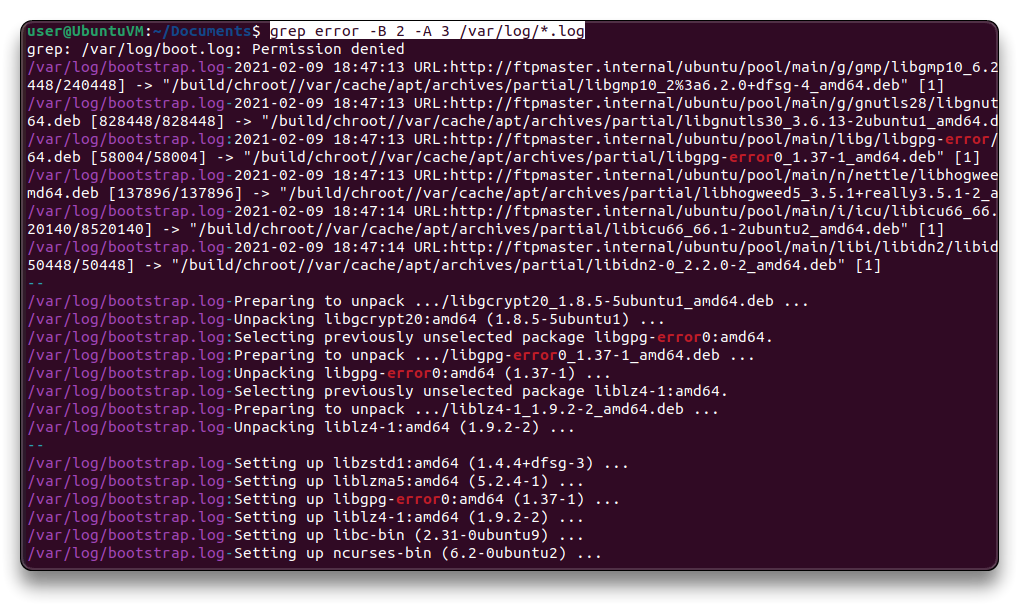 user@UbuntuVM:~/Documents$ grep error -B 2 -A 3 /var/log/*.log
grep: /var/log/boot.log: Permission denied
/var/log/bootstrap.log-2021-02-09 18:47:13 URL:http://ftpmaster.internal/ubuntu/pool/main/g/gmp/libgmp10_6.2
448/240448] -> "/build/chroot//var/cache/apt/archives/partial/libgmp10_2%3a6.2.0+dfsg-4_amd64.deb" [1]
/var/log/bootstrap.log-2021-02-09 18:47:13 URL:http://ftpmaster.internal/ubuntu/pool/main/g/gnutls28/libgnut
64.deb [828448/828448] -> "/build/chroot//var/cache/apt/archives/partial/libgnutls30_3.6.13-2ubuntu1_amd64.d
/var/log/bootstrap.log:2021-02-09 18:47:13 URL:http://ftpmaster.internal/ubuntu/pool/main/libg/libgpg-error/
64.deb [58004/58004] -> "/build/chroot//var/cache/apt/archives/partial/libgpg-error0_1.37-1_amd64.deb" [1]
/var/log/bootstrap.log-2021-02-09 18:47:13 URL:http://ftpmaster.internal/ubuntu/pool/main/n/nettle/libhogwee
md64.deb [137896/137896] -> "/build/chroot//var/cache/apt/archives/partial/libhogweed5_3.5.1+really3.5.1-2_a
/var/log/bootstrap.log-2021-02-09 18:47:14 URL:http://ftpmaster.internal/ubuntu/pool/main/i/icu/libicu66_66.
20140/8520140] -> "/build/chroot//var/cache/apt/archives/partial/libicu66_66.1-2ubuntu2_amd64.deb" [1]
/var/log/bootstrap.log-2021-02-09 18:47:14 URL:http://ftpmaster.internal/ubuntu/pool/main/libi/libidn2/libid
50448/50448] -> "/build/chroot//var/cache/apt/archives/partial/libidn2-0_2.2.0-2_amd64.deb" [1]
--
/var/log/bootstrap.log-Preparing to unpack .../libgcrypt20_1.8.5-5ubuntu1_amd64.deb ...
/var/log/bootstrap.log-Unpacking libgcrypt20:amd64 (1.8.5-5ubuntu1) ...
/var/log/bootstrap.log:Selecting previously unselected package libgpg-error0:amd64.
/var/log/bootstrap.log:Preparing to unpack .../libgpg-error0_1.37-1_amd64.deb ...
/var/log/bootstrap.log:Unpacking libgpg-error0:amd64 (1.37-1) ...
/var/log/bootstrap.log-Selecting previously unselected package liblz4-1:amd64.
/var/log/bootstrap.log-Preparing to unpack .../liblz4-1_1.9.2-2_amd64.deb ...
/var/log/bootstrap.log-Unpacking liblz4-1:amd64 (1.9.2-2) ...
--
/var/log/bootstrap.log-Setting up libzstd1:amd64 (1.4.4+dfsg-3) ...
/var/log/bootstrap.log-Setting up liblzma5:amd64 (5.2.4-1) ...
/var/log/bootstrap.log:Setting up libgpg-error0:amd64 (1.37-1) ...
/var/log/bootstrap.log-Setting up liblz4-1:amd64 (1.9.2-2) ...
/var/log/bootstrap.log-Setting up libc-bin (2.31-0ubuntu9) ...
/var/log/bootstrap.log-Setting up ncurses-bin (6.2-0ubuntu2) ...